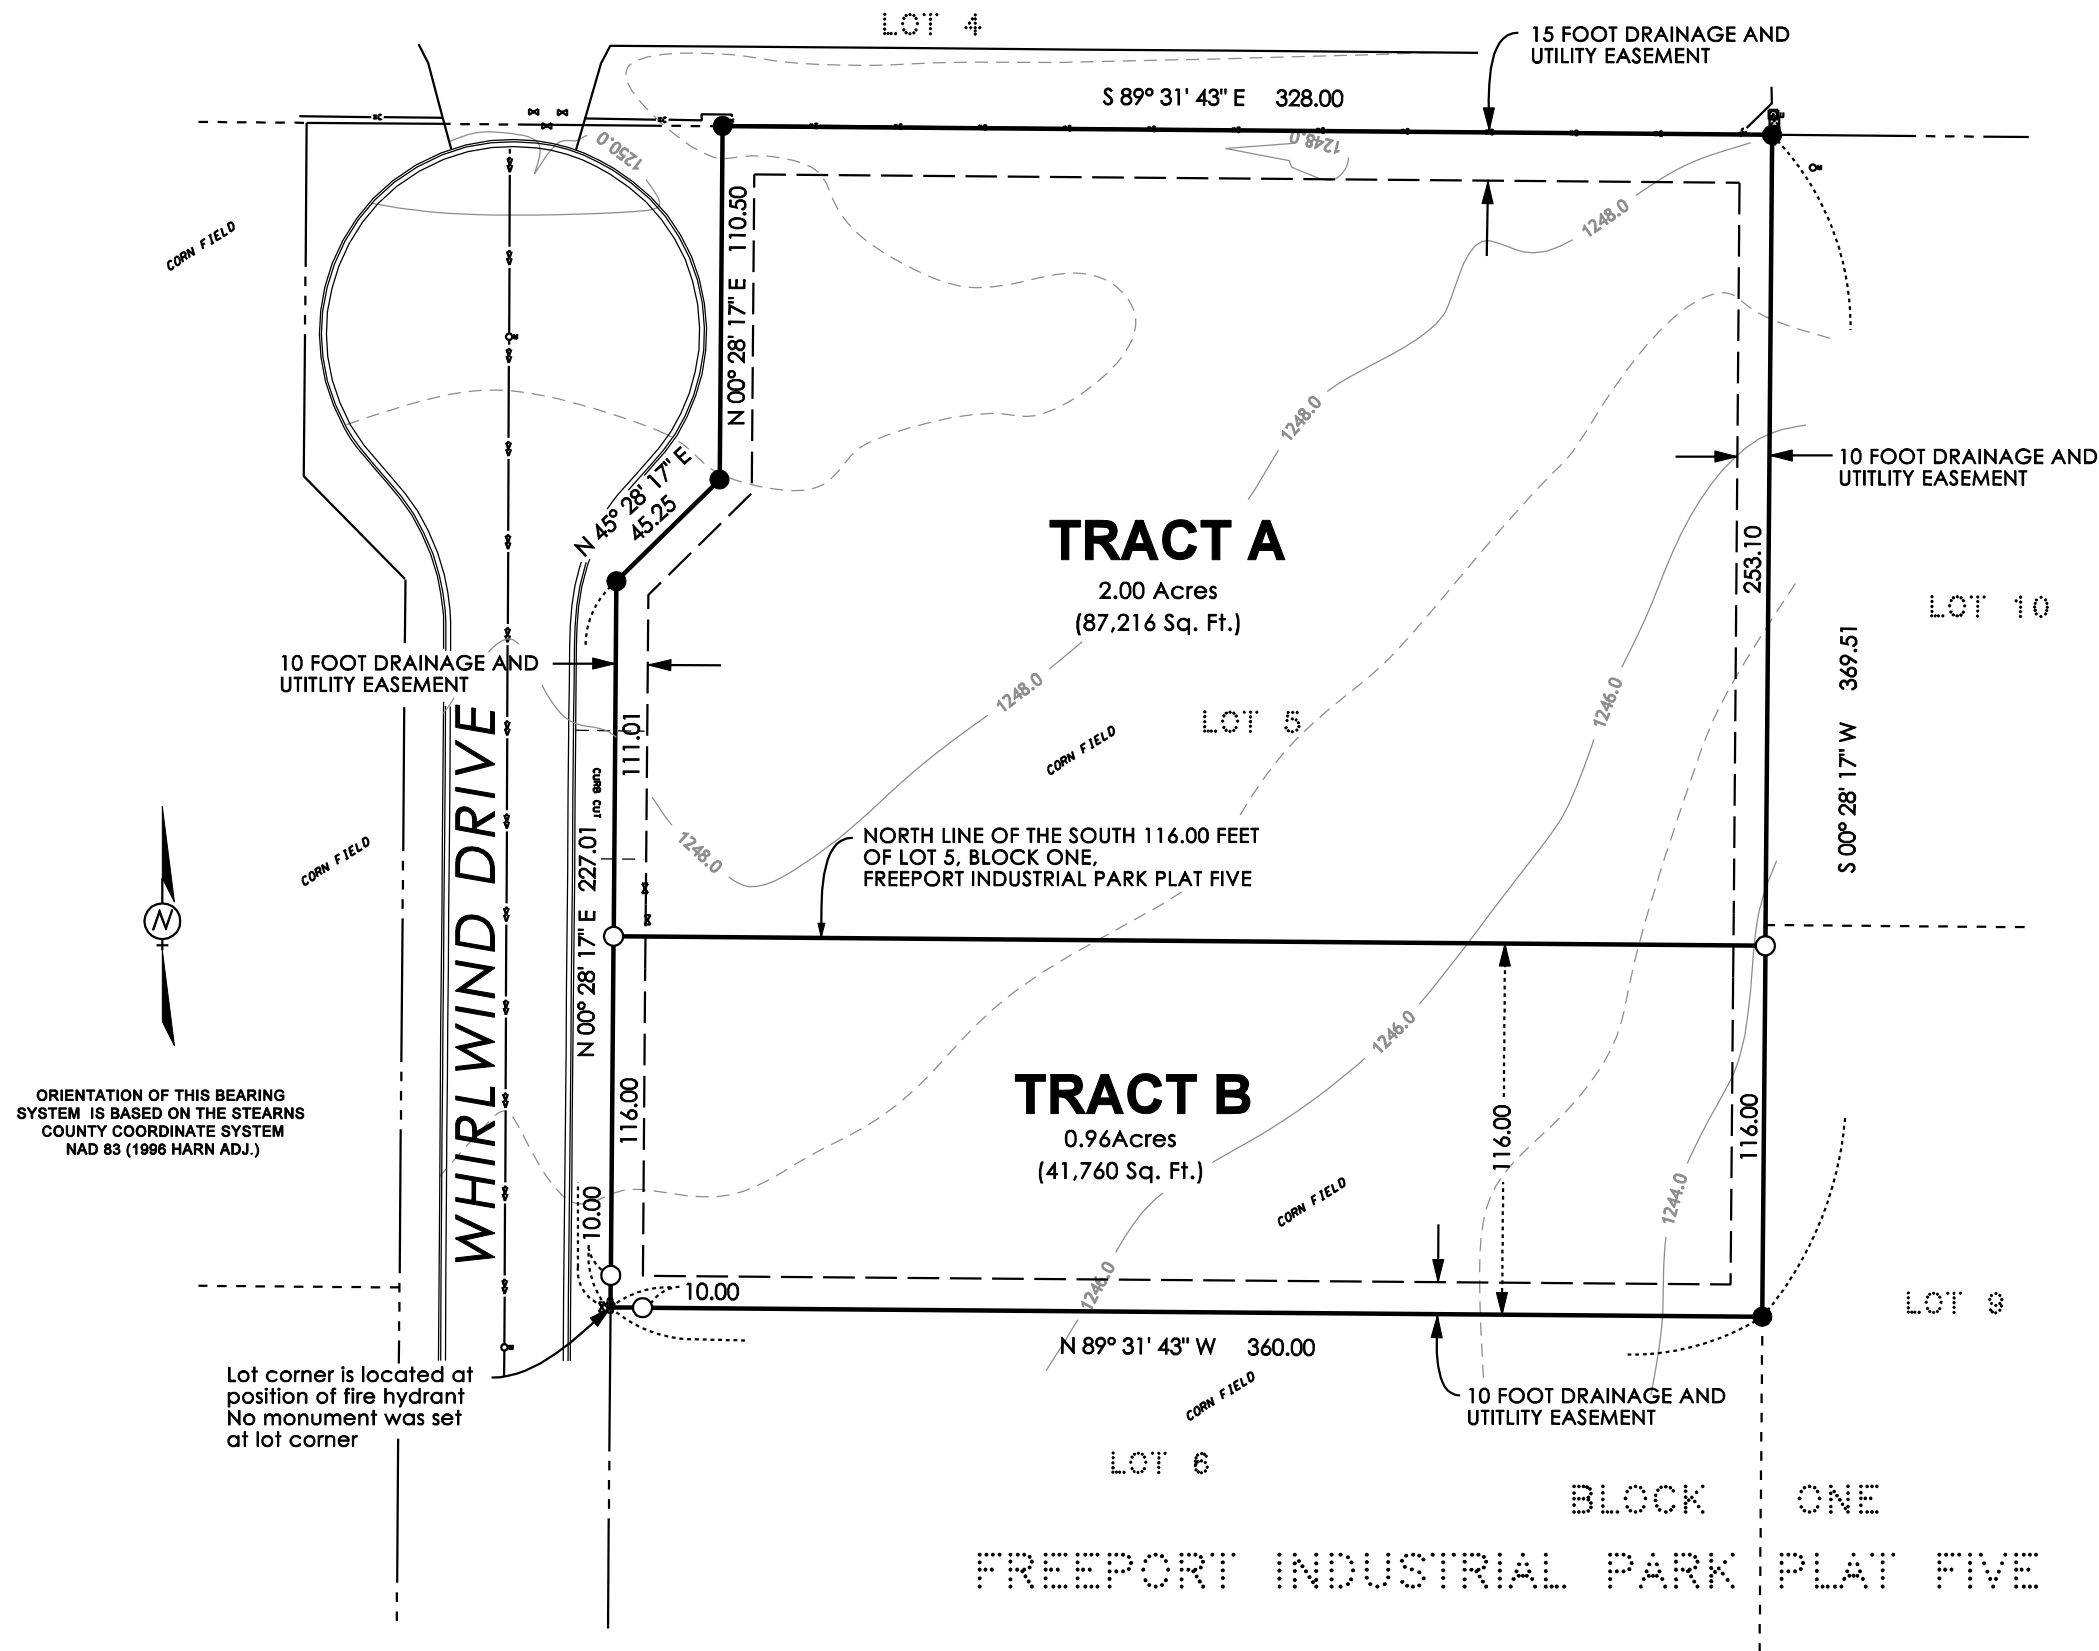 LOT 4
15 FOOT DRAINAGE AND
UTILITY EASEMENT
S 89° 31' 43" E 328.00
1250.0
1248.0
CORN FIELD
N 00° 28' 17" E 110.50
1248.0
1248.0
10 FOOT DRAINAGE AND
UTITLITY EASEMENT
N 45° 28' 17" E
45.25
TRACT A
2.00 Acres
(87,216 Sq. Ft.)
253.10
LOT 10
10 FOOT DRAINAGE AND
UTITLITY EASEMENT
S 00° 28' 17" W 369.51
1248.0
1246.0
LOT 5
CORN FIELD
111.01
CURB CUT
WHIRLWIND DRIVE
N 00° 28' 17" E 227.01
1248.0
NORTH LINE OF THE SOUTH 116.00 FEET
OF LOT 5, BLOCK ONE,
FREEPORT INDUSTRIAL PARK PLAT FIVE
CORN FIELD
N
ORIENTATION OF THIS BEARING
SYSTEM IS BASED ON THE STEARNS
COUNTY COORDINATE SYSTEM
NAD 83 (1996 HARN ADJ.)
1246.0
TRACT B
0.96Acres
(41,760 Sq. Ft.)
116.00
116.00
116.00
10.00
CORN FIELD
1244.0
1246.0
10.00
LOT 9
N 89° 31' 43" W 360.00
Lot corner is located at
position of fire hydrant
No monument was set
at lot corner
CORN FIELD
10 FOOT DRAINAGE AND
UTITLITY EASEMENT
LOT 6
BLOCK ONE
FREEPORT INDUSTRIAL PARK PLAT FIVE